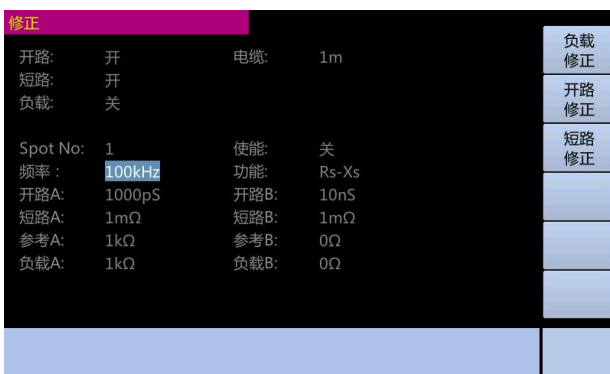 修正
开路: 开 电缆: 1m
短路: 开
负载: 关
Spot No: 1 使能: 关
频率 : 100kHz 功能: Rs-Xs
开路A: 1000pS 开路B: 10nS
短路A: 1mΩ 短路B: 1mΩ
参考A: 1kΩ 参考B: 0Ω
负载A: 1kΩ 负载B: 0Ω
负载
修正
开路
修正
短路
修正